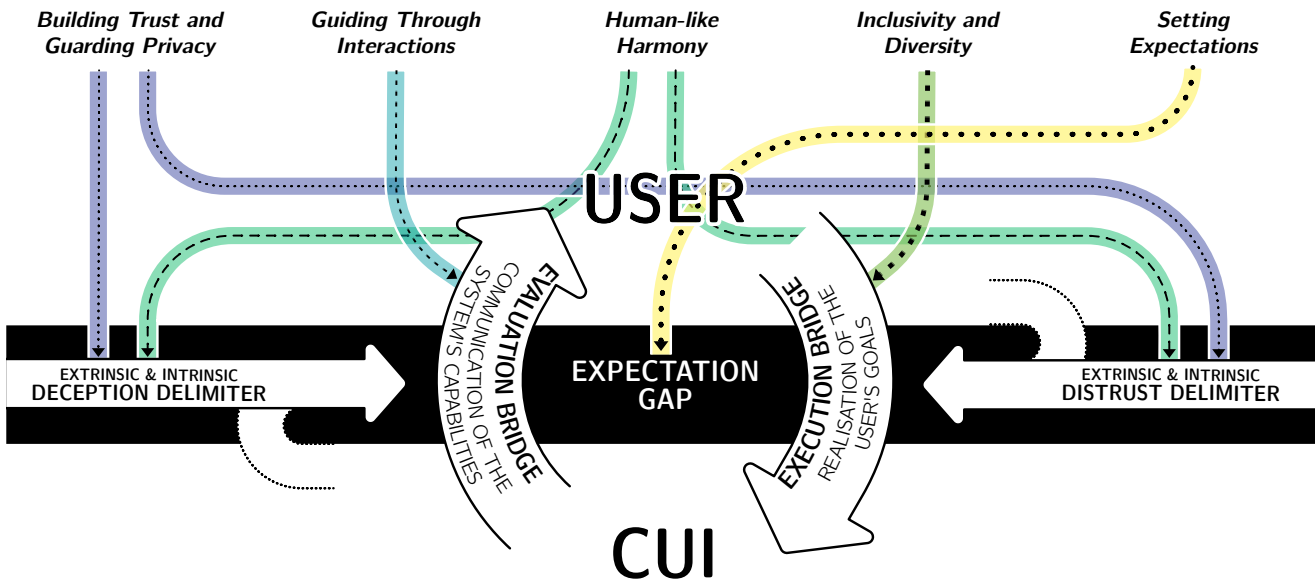 Building Trust and
Guarding Privacy
Guiding Through
Interactions
Human-like
Harmony
Inclusivity and
Diversity
Setting
Expectations
USER
EVALUATION BRIDGE
COMMUNICATION OF THE
SYSTEM'S CAPABILITIES
EXECUTION BRIDGE
REALISATION OF THE
USER'S GOALS
EXTRINSIC & INTRINSIC
DECEPTION DELIMITER
EXPECTATION
GAP
EXTRINSIC & INTRINSIC
DISTRUST DELIMITER
CUI